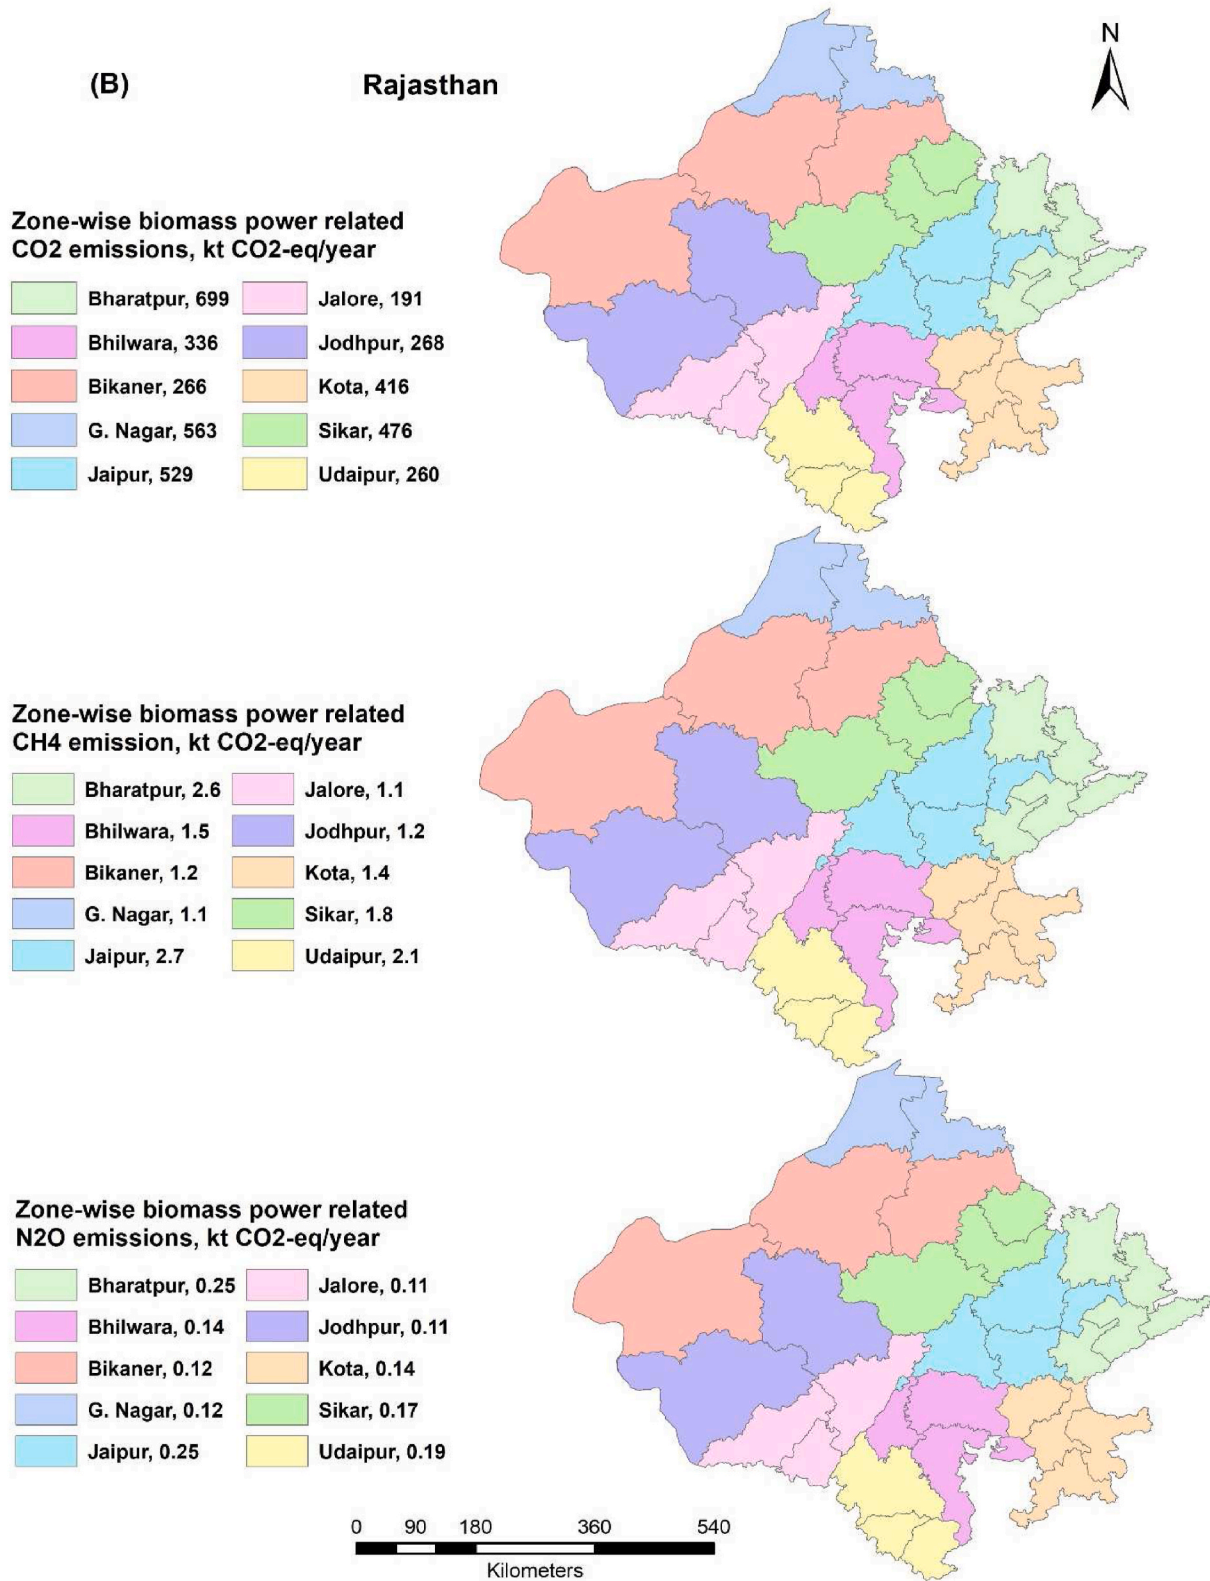 N
(B)
Rajasthan
Zone-wise biomass power related
CO2 emissions, kt CO2-eq/year
Bharatpur, 699
Jalore, 191
Bhilwara, 336
Jodhpur, 268
Bikaner, 266
Kota, 416
G. Nagar, 563
Sikar, 476
Jaipur, 529
Udaipur, 260
Zone-wise biomass power related
CH4 emission, kt CO2-eq/year
Bharatpur, 2.6
Jalore, 1.1
Bhilwara, 1.5
Jodhpur, 1.2
Bikaner, 1.2
Kota, 1.4
G. Nagar, 1.1
Sikar, 1.8
Jaipur, 2.7
Udaipur, 2.1
Zone-wise biomass power related
N2O emissions, kt CO2-eq/year
Bharatpur, 0.25
Jalore, 0.11
Bhilwara, 0.14
Jodhpur, 0.11
Bikaner, 0.12
Kota, 0.14
G. Nagar, 0.12
Sikar, 0.17
Jaipur, 0.25
Udaipur, 0.19
0 90 180 360 540
Kilometers